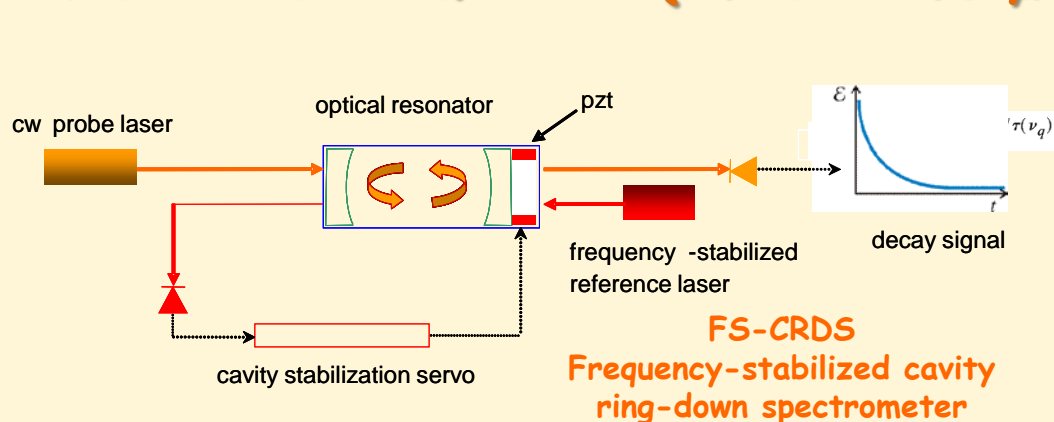 optical resonator
pzt
cw probe laser
ℰ
τ(ν_q)
t
decay signal
frequency -stabilized
reference laser
cavity stabilization servo
FS-CRDS
Frequency-stabilized cavity
ring-down spectrometer